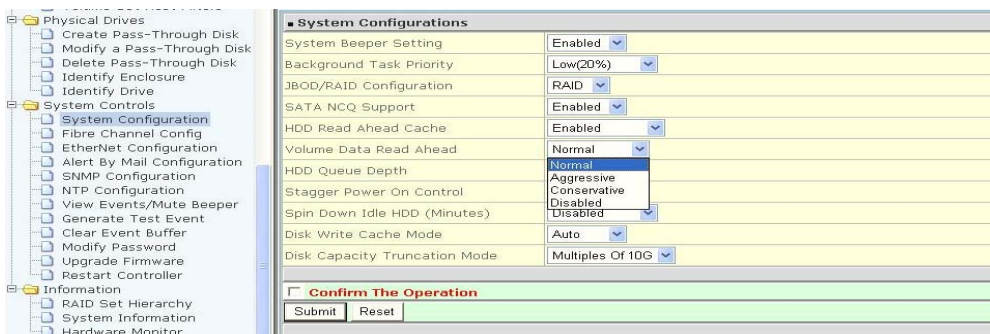 Physical Drives
Create Pass-Through Disk
Modify a Pass-Through Disk
Delete Pass-Through Disk
Identify Enclosure
Identify Drive
System Controls
System Configuration
Fibre Channel Config
EtherNet Configuration
Alert By Mail Configuration
SNMP Configuration
NTP Configuration
View Events/Mute Beeper
Generate Test Event
Clear Event Buffer
Modify Password
Upgrade Firmware
Restart Controller
Information
RAID Set Hierarchy
System Information
Hardware Monitor
System Configurations
System Beeper Setting Enabled
Background Task Priority Low(20%)
JBOD/RAID Configuration RAID
SATA NCQ Support Enabled
HDD Read Ahead Cache Enabled
Volume Data Read Ahead Normal
HDD Queue Depth Normal
Aggressive
Stagger Power On Control Conservative
Disabled
Spin Down Idle HDD (Minutes) Disabled
Disk Write Cache Mode Auto
Disk Capacity Truncation Mode Multiples Of 10G
Confirm The Operation
Submit Reset